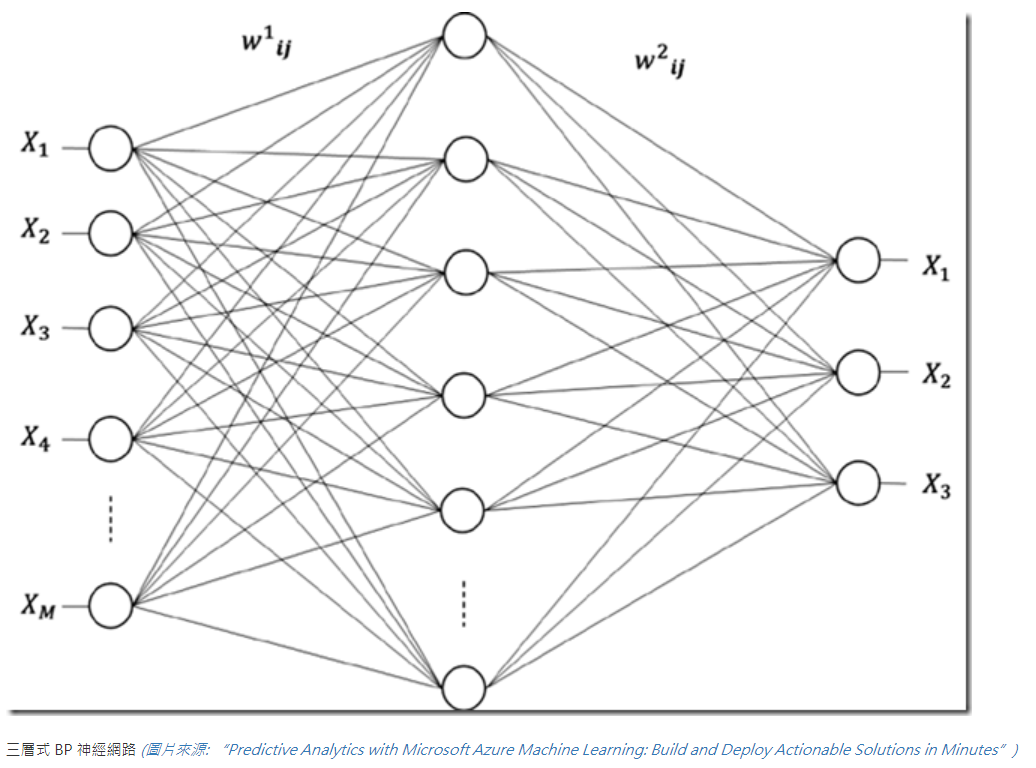 w¹ij
w²ij
X₁
X₂
X₃
X₄
X_M
X₁
X₂
X₃
三層式 BP 神經網路 (圖片來源: “Predictive Analytics with Microsoft Azure Machine Learning: Build and Deploy Actionable Solutions in Minutes” )